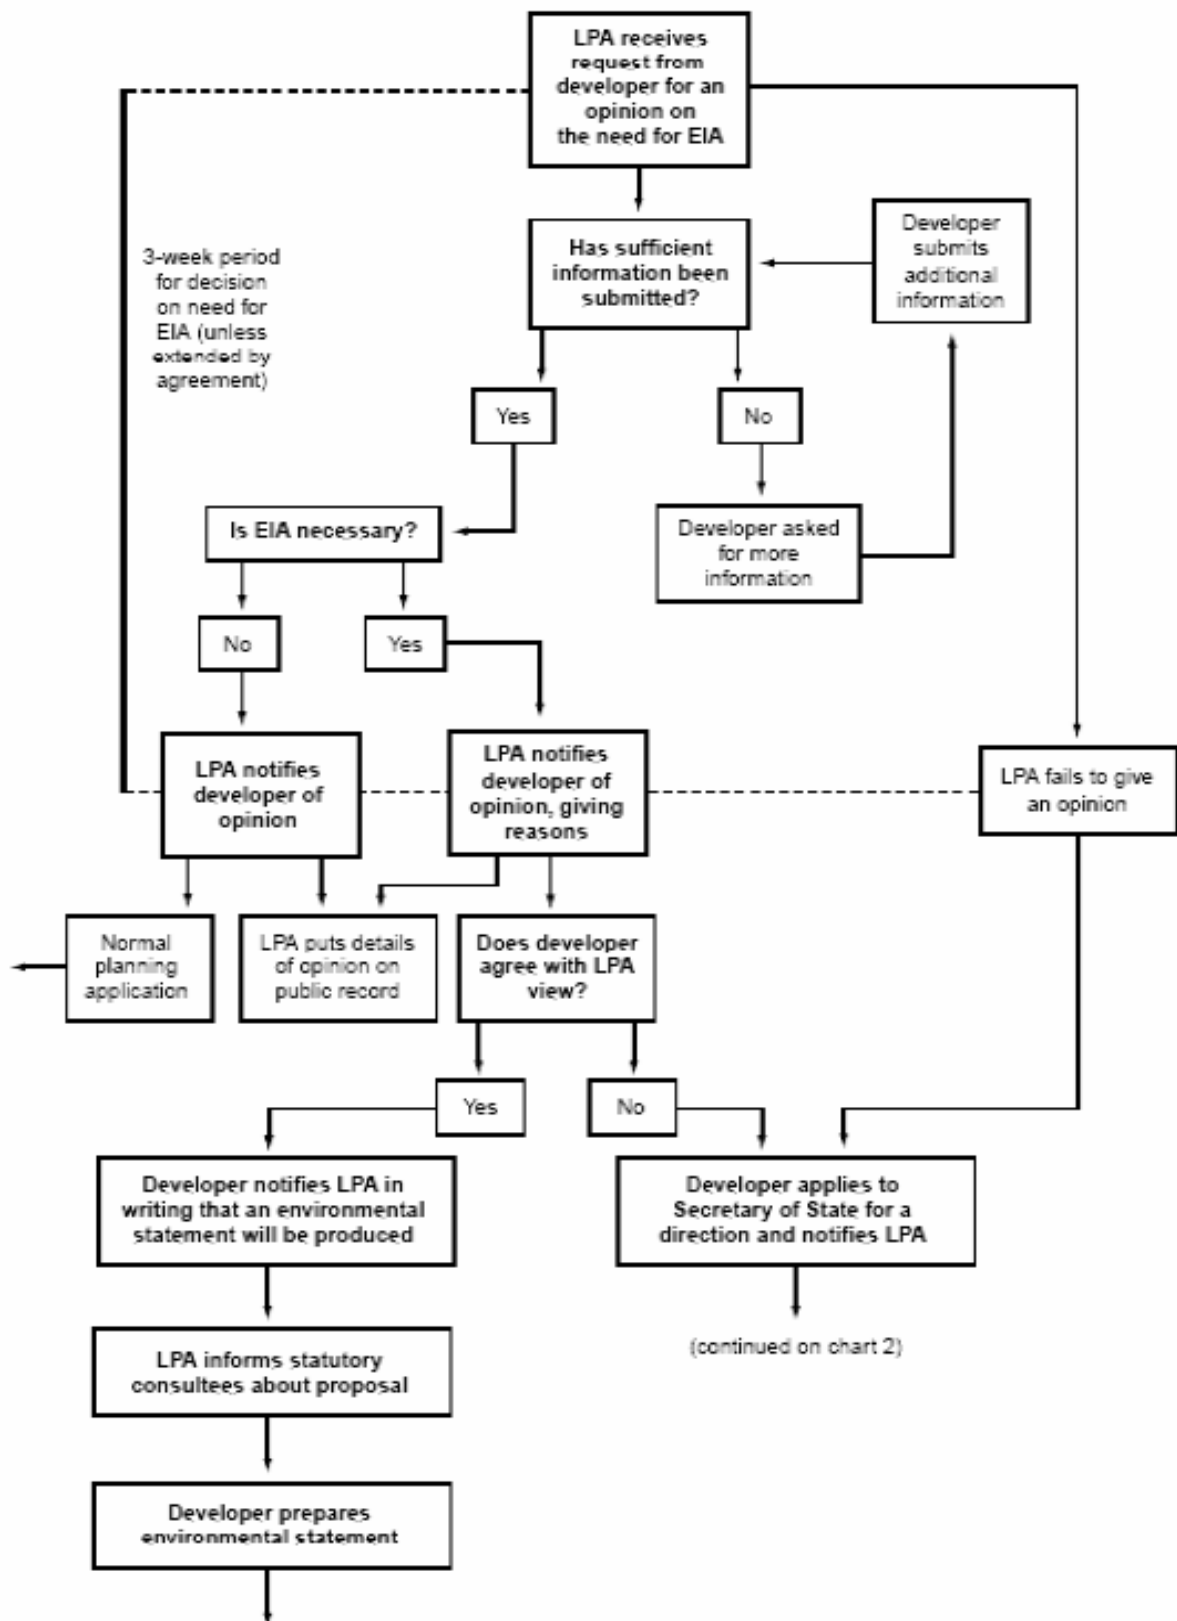 LPA receives
request from
developer for an
opinion on
the need for EIA
Developer
submits
additional
information
Has sufficient
information been
submitted?
3-week period
for decision
on need for
EIA (unless
extended by
agreement)
Yes
No
Is EIA necessary?
Developer asked
for more
information
No
Yes
LPA notifies
developer of
opinion
LPA notifies
developer of
opinion, giving
reasons
LPA fails to give
an opinion
Normal
planning
application
LPA puts details
of opinion on
public record
Does developer
agree with LPA
view?
Yes
No
Developer notifies LPA in
writing that an environmental
statement will be produced
Developer applies to
Secretary of State for a
direction and notifies LPA
LPA informs statutory
consultees about proposal
(continued on chart 2)
Developer prepares
environmental statement